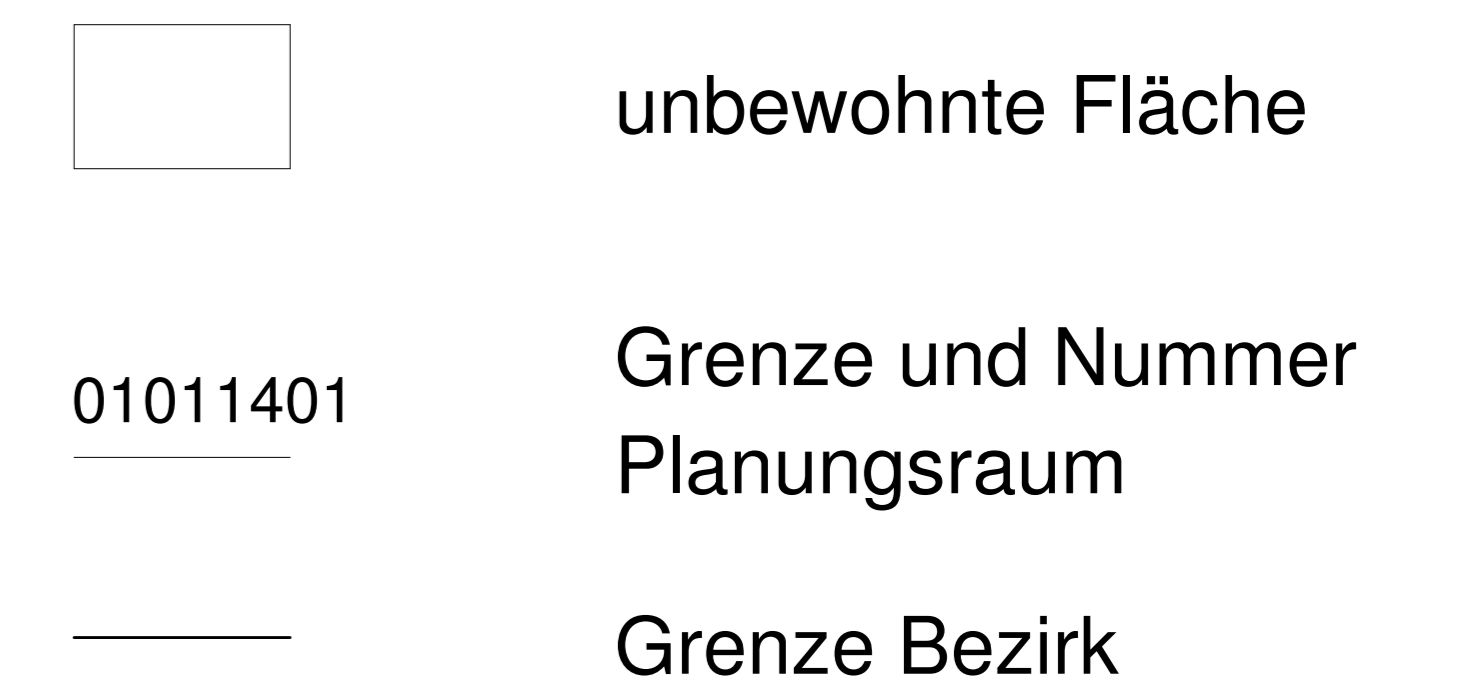 unbewohnte Fläche
01011401
Grenze und Nummer
Planungsraum
Grenze Bezirk